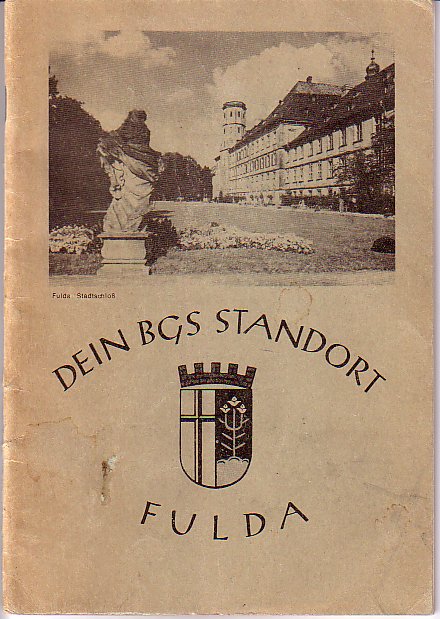 Fulda Stadtschloß
DEIN BGS STANDORT
FULDA